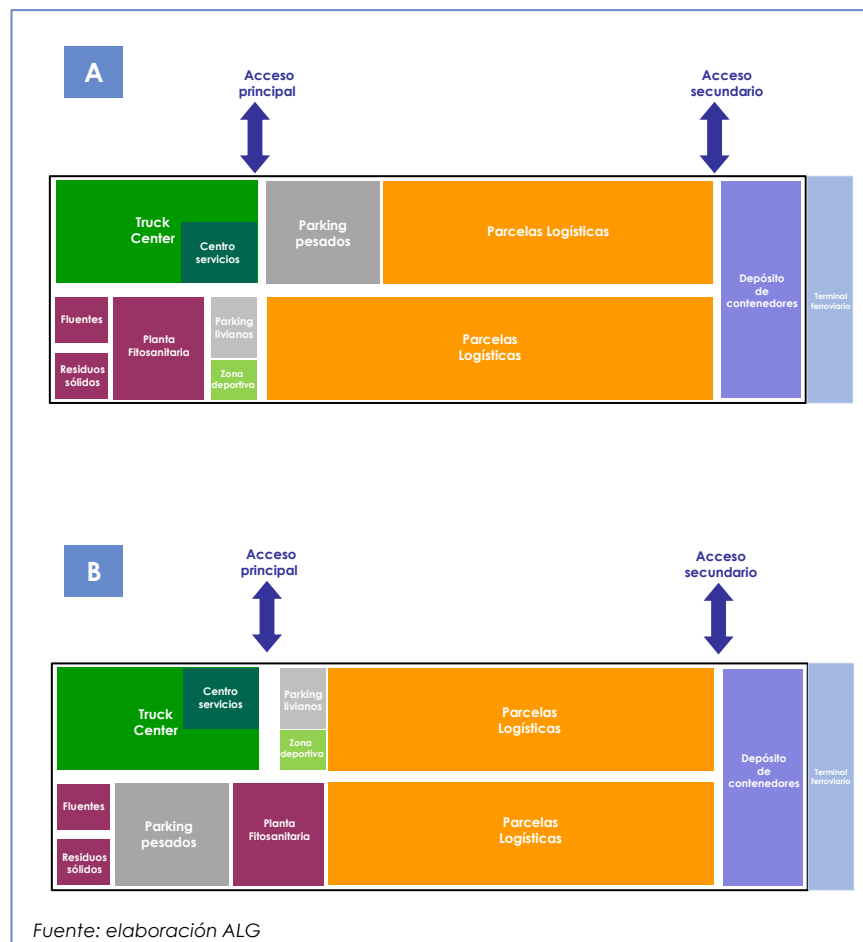 A
Acceso
principal
Acceso
secundario
Truck
Center
Centro
servicios
Parking
pesados
Parcelas Logísticas
Depósito
de
contenedores
Terminal
ferroviario
Fluentes
Residuos
sólidos
Planta
Fitosanitaria
Parking
livianos
Zona
deportiva
Parcelas
Logísticas
B
Acceso
principal
Acceso
secundario
Truck
Center
Centro
servicios
Parking
livianos
Zona
deportiva
Parcelas
Logísticas
Depósito
de
contenedores
Terminal
ferroviario
Fluentes
Residuos
sólidos
Parking
pesados
Planta
Fitosanitaria
Parcelas
Logísticas
Fuente: elaboración ALG